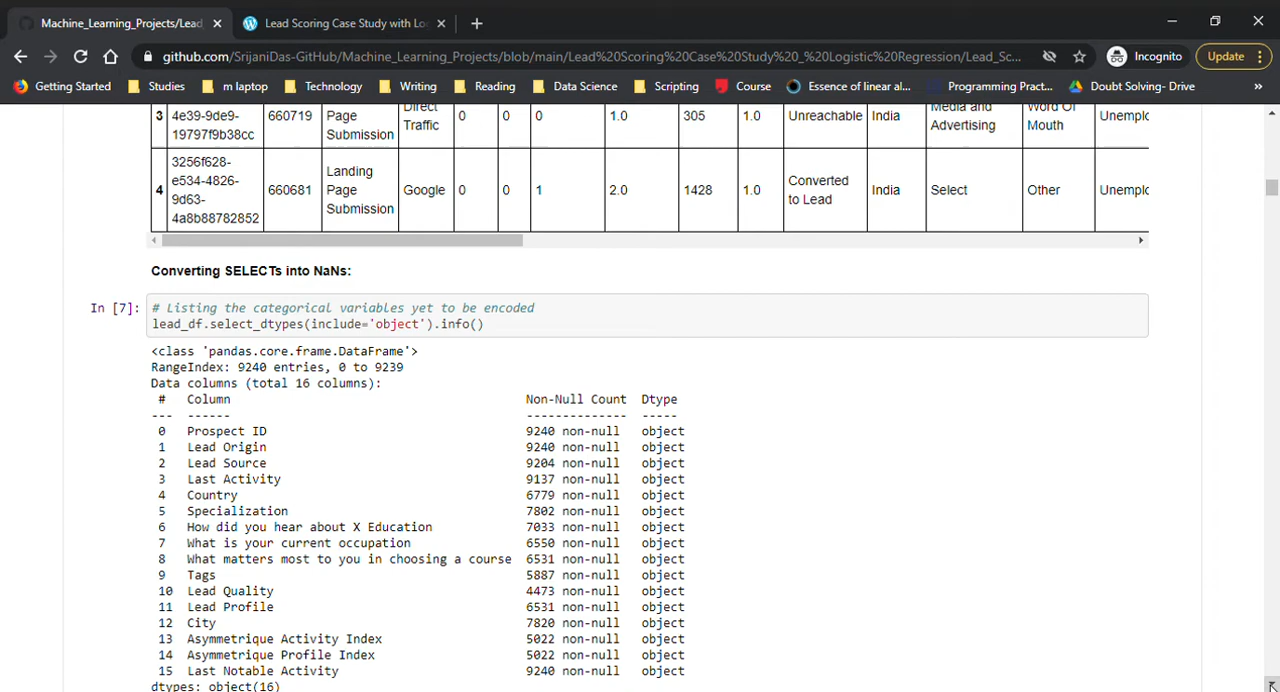 Machine_Learning_Projects/Lead
Lead Scoring Case Study with Lo
github.com/SrijaniDas-GitHub/Machine_Learning_Projects/blob/main/Lead%20Scoring%20Case%20Study%20_%20Logistic%20Regression/Lead_Sc...
Incognito
Update
Getting Started
Studies
m laptop
Technology
Writing
Reading
Data Science
Scripting
Course
Essence of linear al...
Programming Pract...
Doubt Solving- Drive
»
3 4e39-9de9-19797f9b38cc 660719 Page Submission Direct Traffic 0 0 0 1.0 305 1.0 Unreachable India Media and Advertising Word Of Mouth Unemplo
4 3256f628-e534-4826-9d63-4a8b88782852 660681 Landing Page Submission Google 0 0 1 2.0 1428 1.0 Converted to Lead India Select Other Unemplo
Converting SELECTs into NaNs:
In [7]:
# Listing the categorical variables yet to be encoded
lead_df.select_dtypes(include='object').info()
<class 'pandas.core.frame.DataFrame'>
RangeIndex: 9240 entries, 0 to 9239
Data columns (total 16 columns):
# Column Non-Null Count Dtype
--- ------ -------------- -----
0 Prospect ID 9240 non-null object
1 Lead Origin 9240 non-null object
2 Lead Source 9204 non-null object
3 Last Activity 9137 non-null object
4 Country 6779 non-null object
5 Specialization 7802 non-null object
6 How did you hear about X Education 7033 non-null object
7 What is your current occupation 6550 non-null object
8 What matters most to you in choosing a course 6531 non-null object
9 Tags 5887 non-null object
10 Lead Quality 4473 non-null object
11 Lead Profile 6531 non-null object
12 City 7820 non-null object
13 Asymmetrique Activity Index 5022 non-null object
14 Asymmetrique Profile Index 5022 non-null object
15 Last Notable Activity 9240 non-null object
dtypes: object(16)